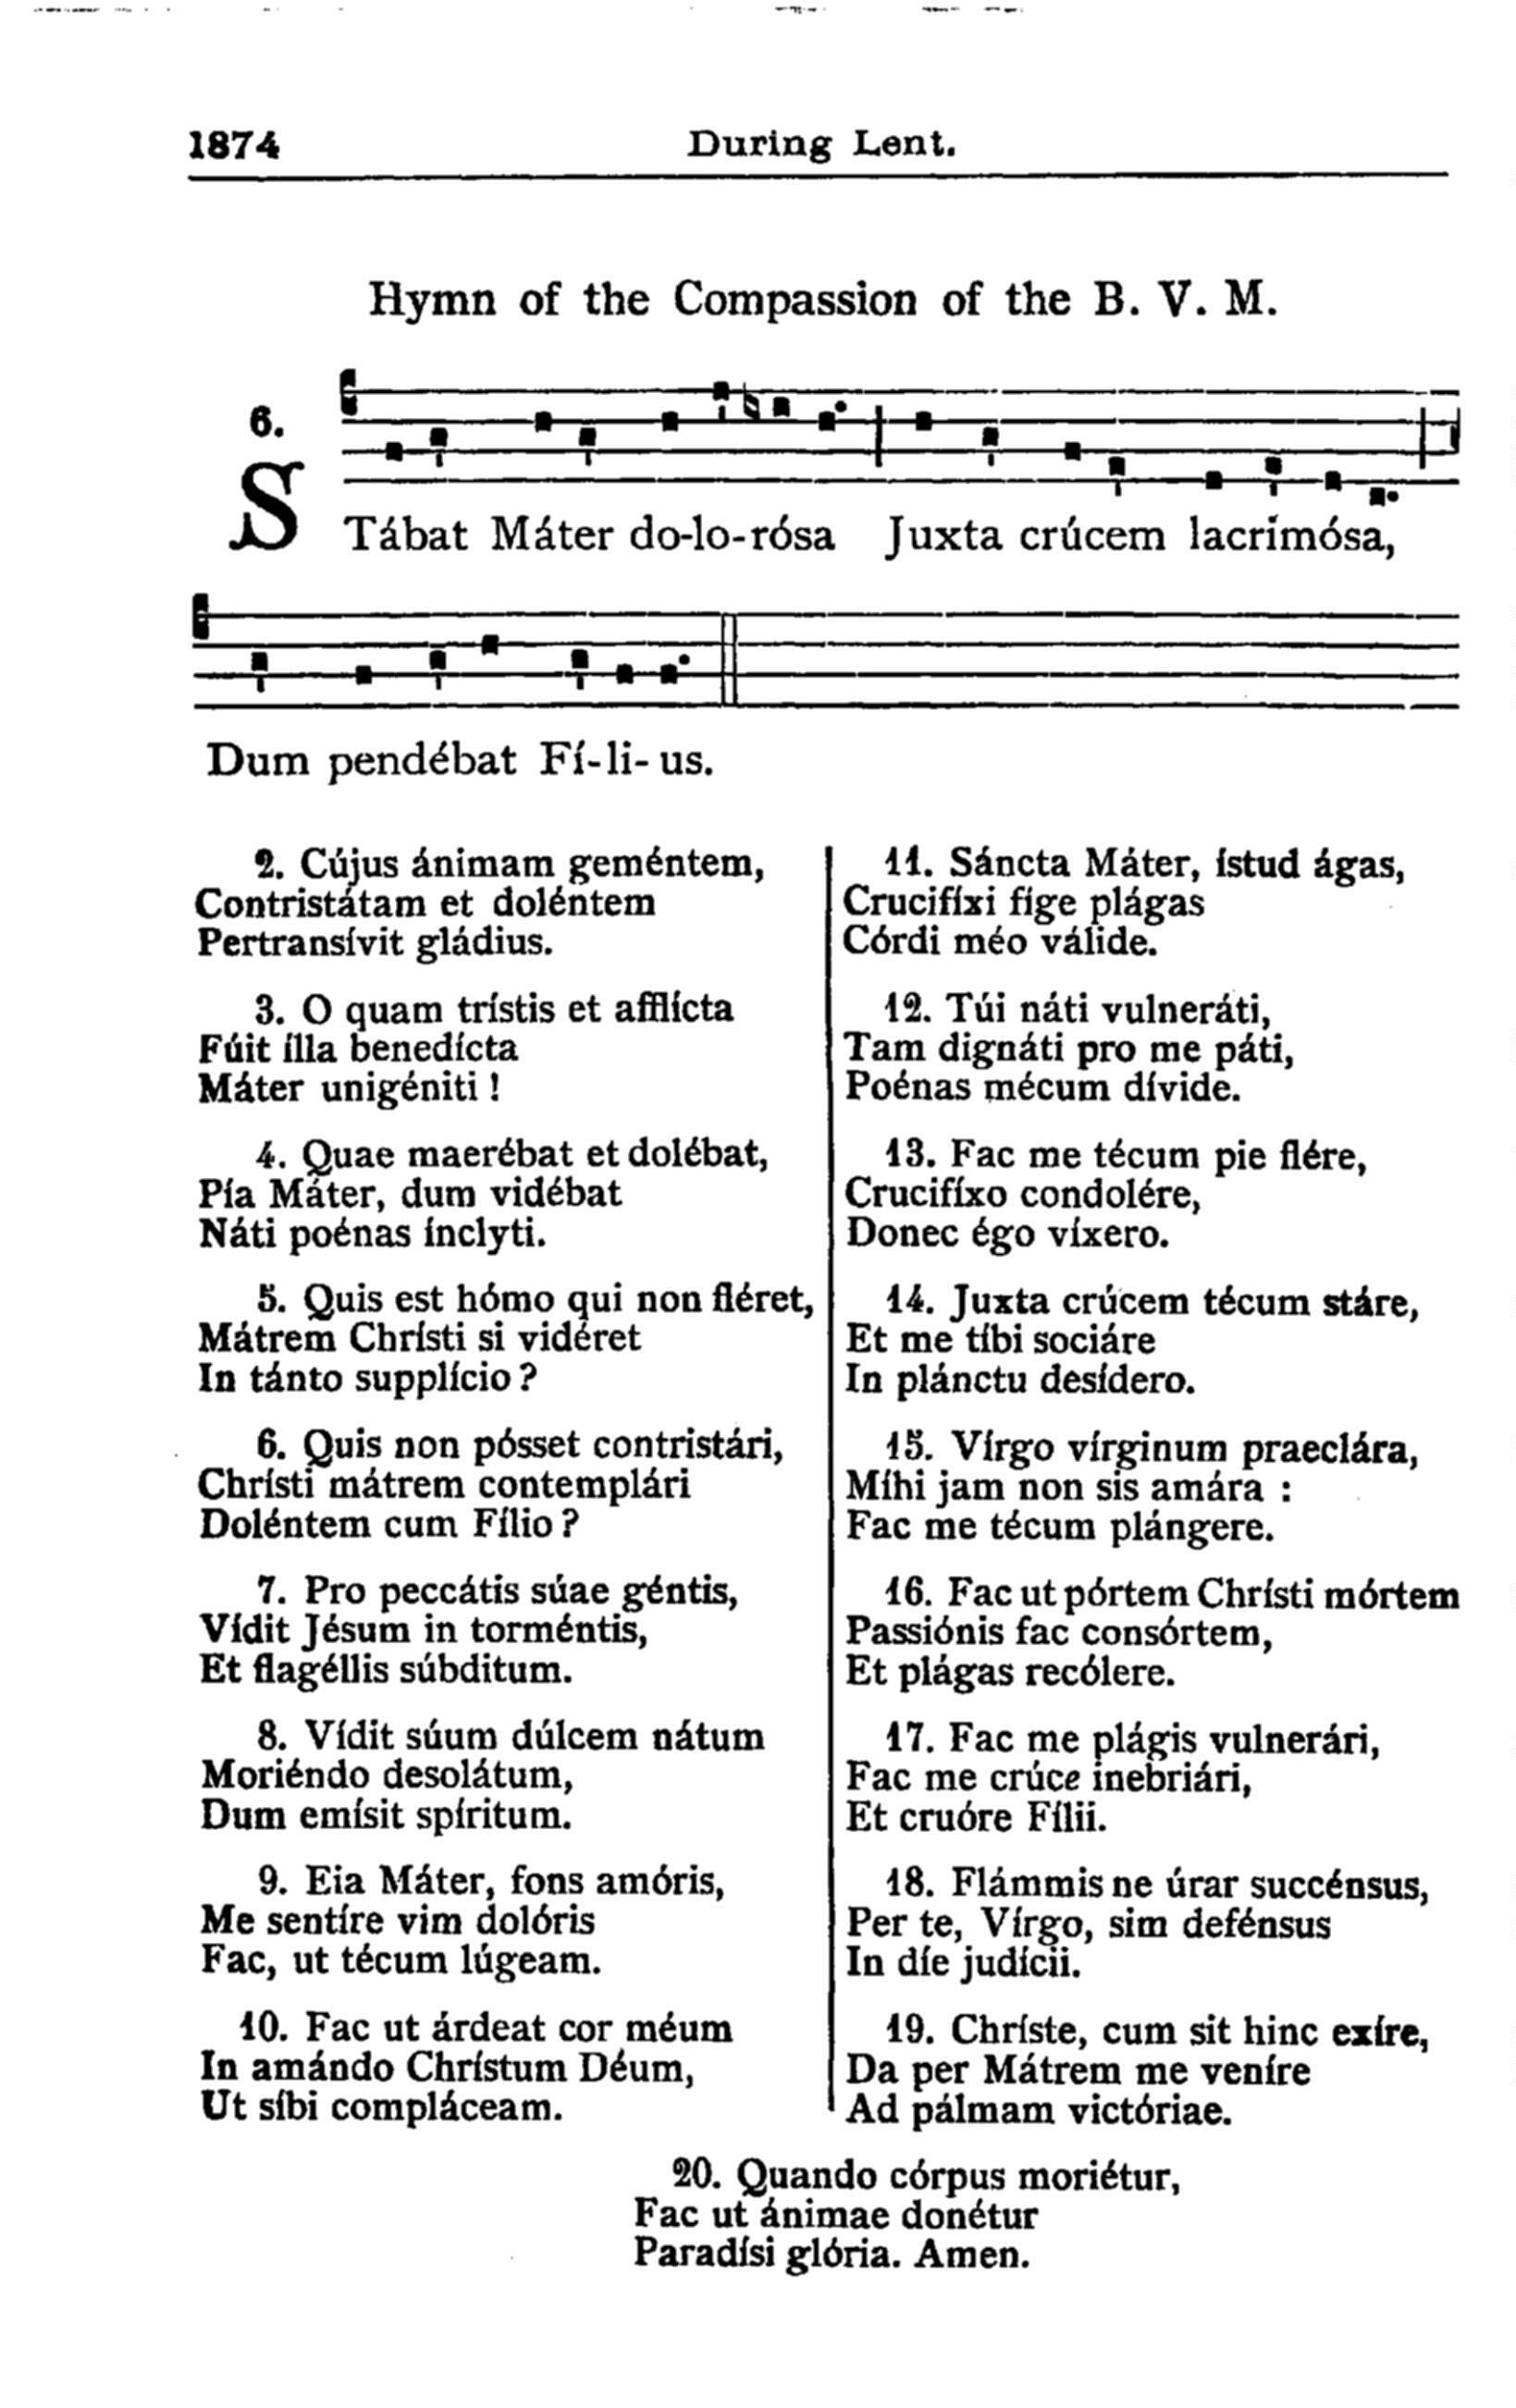 1874 During Lent.
Hymn of the Compassion of the B. V. M.
6.
STábat Máter do-lo-rósa Juxta crúcem lacrimósa,
Dum pendébat Fí-li-us.
2. Cújus ánimam geméntem,
Contristátam et doléntem
Pertransívit gládius.
3. O quam trístis et afflícta
Fúit ílla benedícta
Máter unigéniti !
4. Quae maerébat et dolébat,
Pía Máter, dum vidébat
Náti poénas ínclyti.
5. Quis est hómo qui non fléret,
Mátrem Chrísti si vidéret
In tánto supplício ?
6. Quis non pósset contristári,
Chrísti mátrem contemplári
Doléntem cum Fílio ?
7. Pro peccátis súae géntis,
Vídit Jésum in torméntis,
Et flagéllis súbditum.
8. Vídit súum dúlcem nátum
Moriéndo desolátum,
Dum emísit spíritum.
9. Eia Máter, fons amóris,
Me sentíre vim dolóris
Fac, ut técum lúgeam.
10. Fac ut árdeat cor méum
In amándo Chrístum Déum,
Ut síbi compláceam.
11. Sáncta Máter, ístud ágas,
Crucifíxi fíge plágas
Córdi méo válide.
12. Túi náti vulneráti,
Tam dignáti pro me páti,
Poénas mécum dívide.
13. Fac me técum pie flére,
Crucifíxo condolére,
Donec égo víxero.
14. Juxta crúcem técum stáre,
Et me tíbi sociáre
In plánctu desídero.
15. Vírgo vírginum praeclára,
Míhi jam non sis amára :
Fac me técum plángere.
16. Fac ut pórtem Chrísti mórtem
Passiónis fac consórtem,
Et plágas recólere.
17. Fac me plágis vulnerári,
Fac me crúce inebriári,
Et cruóre Fílii.
18. Flámmis ne úrar succénsus,
Per te, Vírgo, sim defénsus
In díe judícii.
19. Chríste, cum sit hinc exíre,
Da per Mátrem me veníre
Ad pálmam victóriae.
20. Quando córpus moriétur,
Fac ut ánimae donétur
Paradísi glória. Amen.